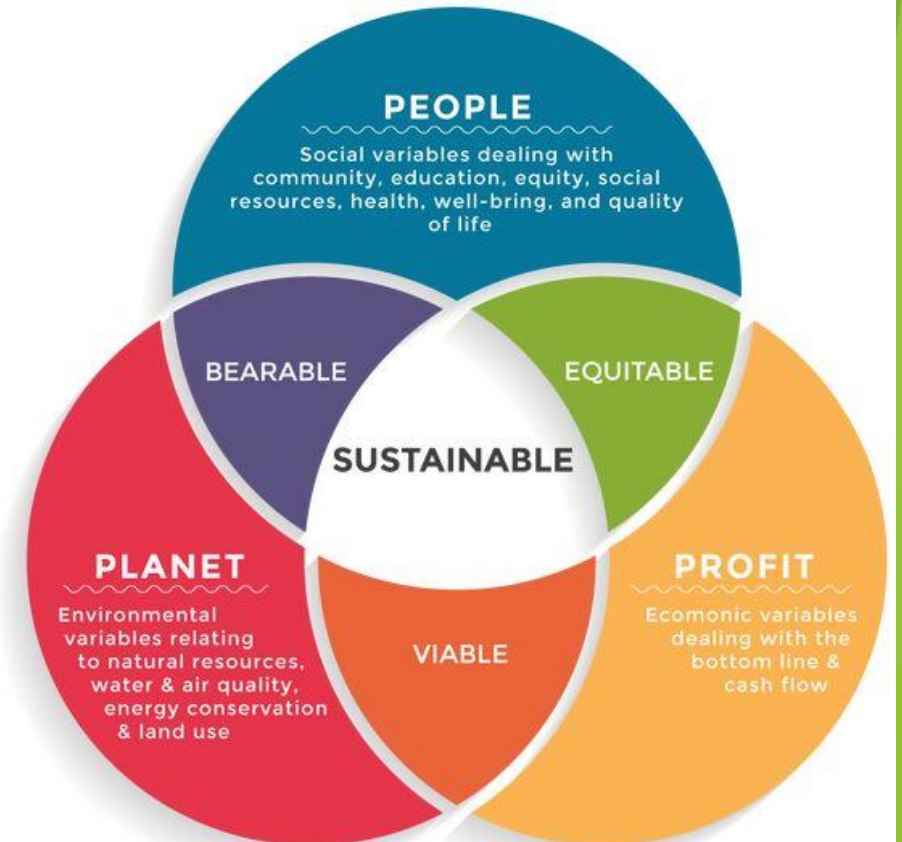 PEOPLE
Social variables dealing with
community, education, equity, social
resources, health, well-bring, and quality
of life
BEARABLE
EQUITABLE
SUSTAINABLE
PLANET
Environmental
variables relating
to natural resources,
water & air quality,
energy conservation
& land use
VIABLE
PROFIT
Ecomonic variables
dealing with the
bottom line &
cash flow